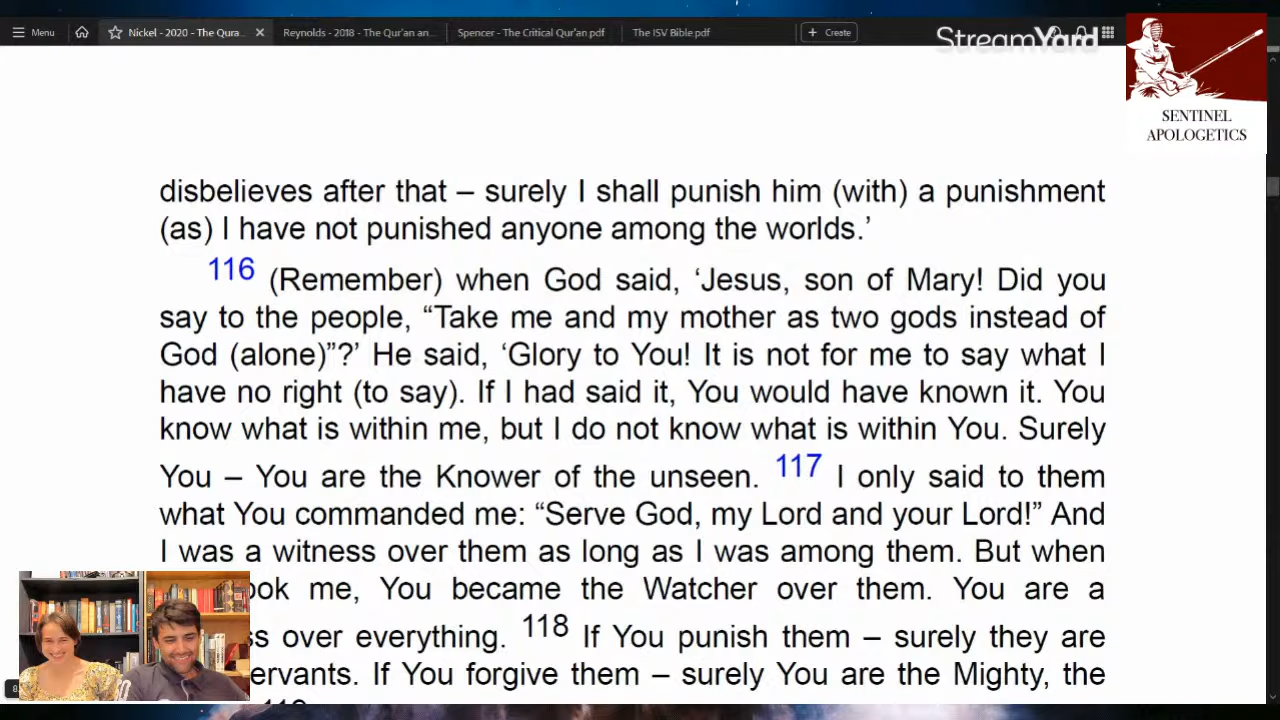 Menu
Nickel - 2020 - The Qura...
Reynolds - 2018 - The Qur'an an...
Spencer - The Critical Qur'an.pdf
The ISV Bible.pdf
+ Create
StreamYard
SENTINEL
APOLOGETICS
disbelieves after that – surely I shall punish him (with) a punishment
(as) I have not punished anyone among the worlds.’
116 (Remember) when God said, ‘Jesus, son of Mary! Did you
say to the people, “Take me and my mother as two gods instead of
God (alone)”?’ He said, ‘Glory to You! It is not for me to say what I
have no right (to say). If I had said it, You would have known it. You
know what is within me, but I do not know what is within You. Surely
You – You are the Knower of the unseen. 117 I only said to them
what You commanded me: “Serve God, my Lord and your Lord!” And
I was a witness over them as long as I was among them. But when
me, You became the Watcher over them. You are a
over everything. 118 If You punish them – surely they are
If You forgive them – surely You are the Mighty, the